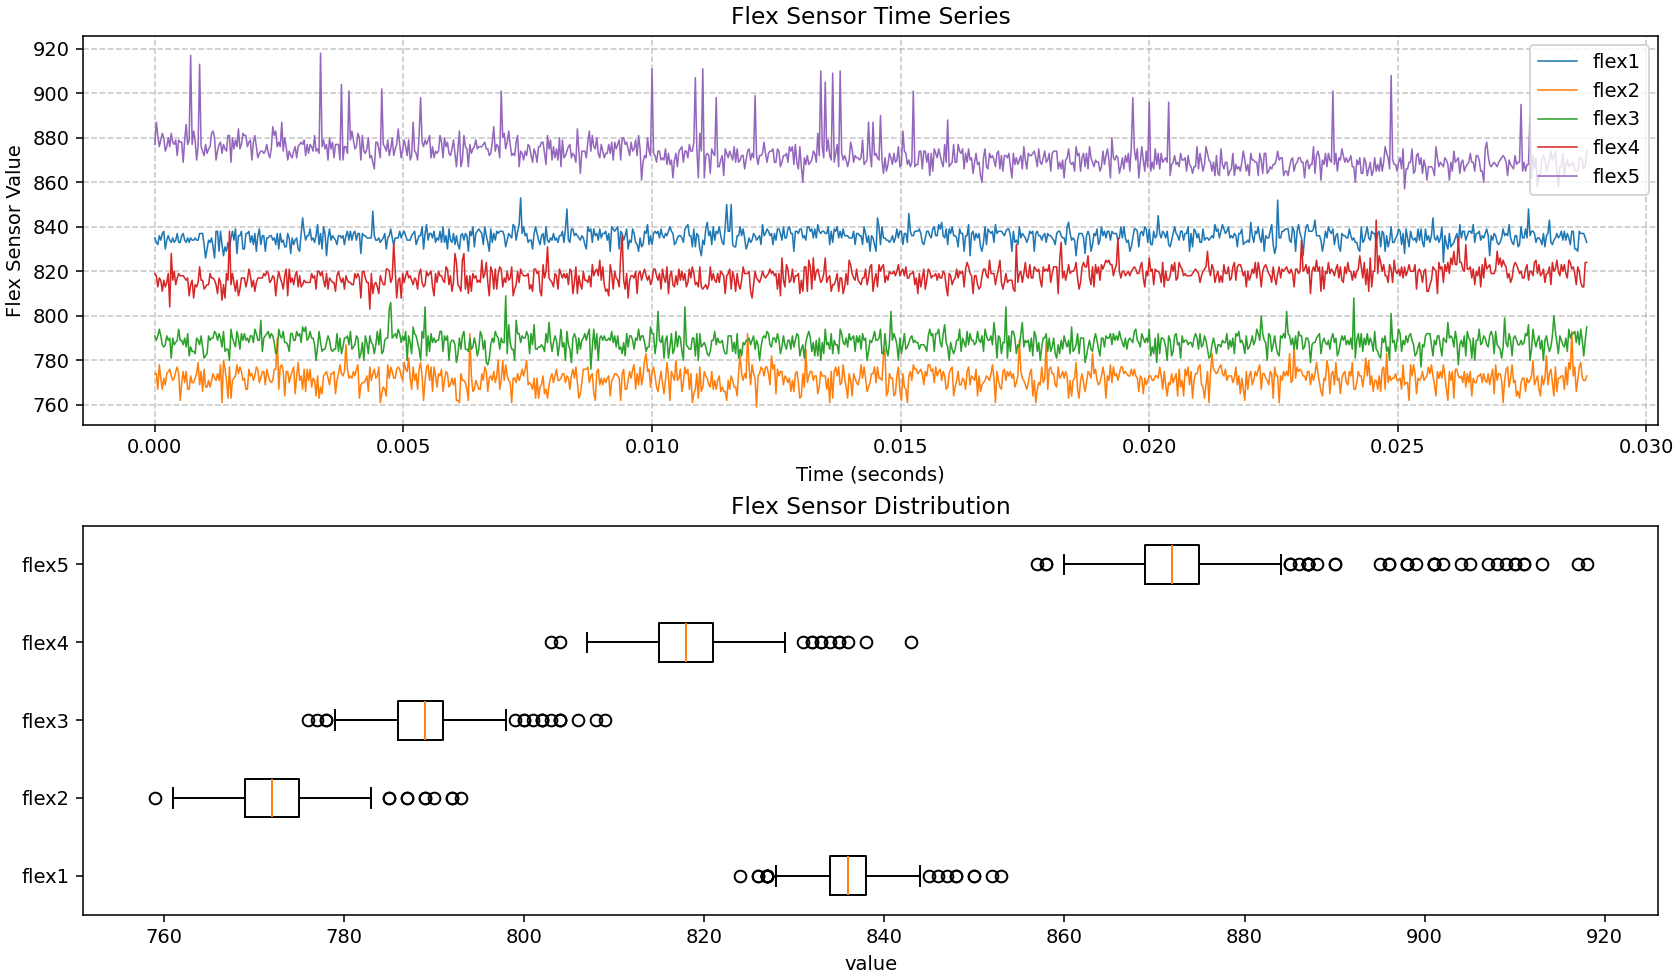 Flex Sensor Time Series
Flex Sensor Value
920
900
880
860
840
820
800
780
760
flex1
flex2
flex3
flex4
flex5
0.000 0.005 0.010 0.015 0.020 0.025 0.030
Time (seconds)
Flex Sensor Distribution
flex5
flex4
flex3
flex2
flex1
760 780 800 820 840 860 880 900 920
value